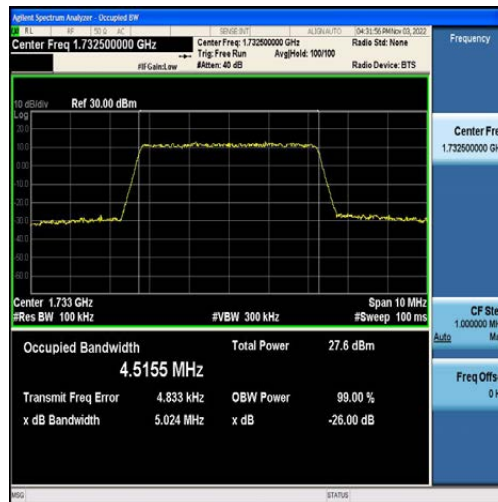 Agilent Spectrum Analyzer - Occupied BW
RL RF 50 Ω AC SENSE:INT ALIGNAUTO 04:31:56 PM Nov 03, 2022
Center Freq 1.732500000 GHz Center Freq: 1.732500000 GHz Radio Std: None Frequency
Trig: Free Run Avg|Hold: 100/100
#IFGain:Low #Atten: 40 dB Radio Device: BTS
10 dB/div Ref 30.00 dBm
Log
20.0
10.0
0.00
-10.0
-20.0
-30.0
-40.0
-50.0
-60.0
Center Fre
1.732500000 GH
Center 1.733 GHz Span 10 MHz
#Res BW 100 kHz #VBW 300 kHz #Sweep 100 ms
CF Ste
1.000000 MH
Auto Ma
Occupied Bandwidth Total Power 27.6 dBm
4.5155 MHz
Transmit Freq Error 4.833 kHz OBW Power 99.00 %
x dB Bandwidth 5.024 MHz x dB -26.00 dB
Freq Offs
0 H
MSG STATUS